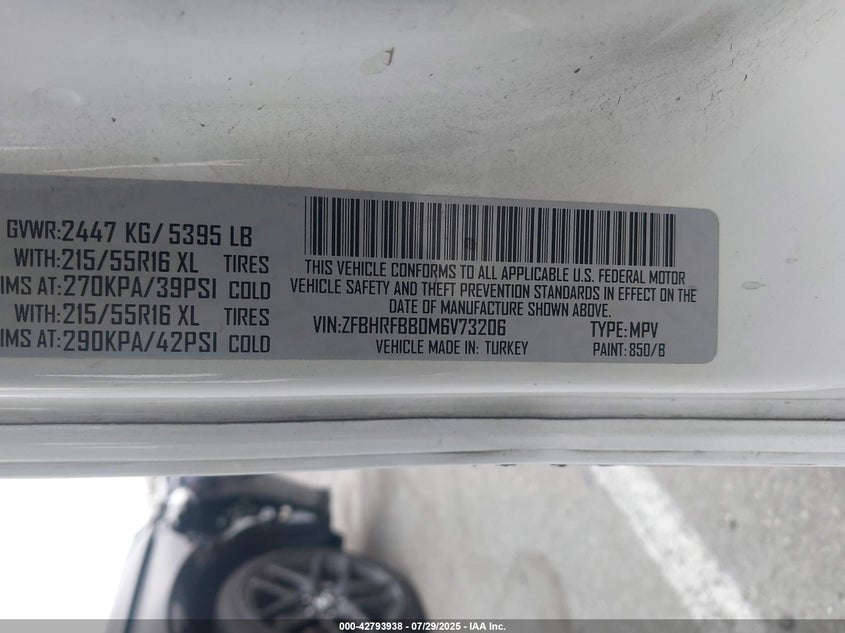 GVWR:2447 KG/ 5395 LB
WITH:215/55R16 XL TIRES
IMS AT:270KPA/39PSI COLD
WITH:215/55R16 XL TIRES
IMS AT:290KPA/42PSI COLD
THIS VEHICLE CONFORMS TO ALL APPLICABLE U.S. FEDERAL MOTOR
VEHICLE SAFETY AND THEFT PREVENTION STANDARDS IN EFFECT ON THE
DATE OF MANUFACTURE SHOWN ABOVE.
VIN:ZFBHRFBB0M6V73206 TYPE:MPV
VEHICLE MADE IN: TURKEY PAINT: 850/B
000-42793938 - 07/29/2025 - IAA Inc.